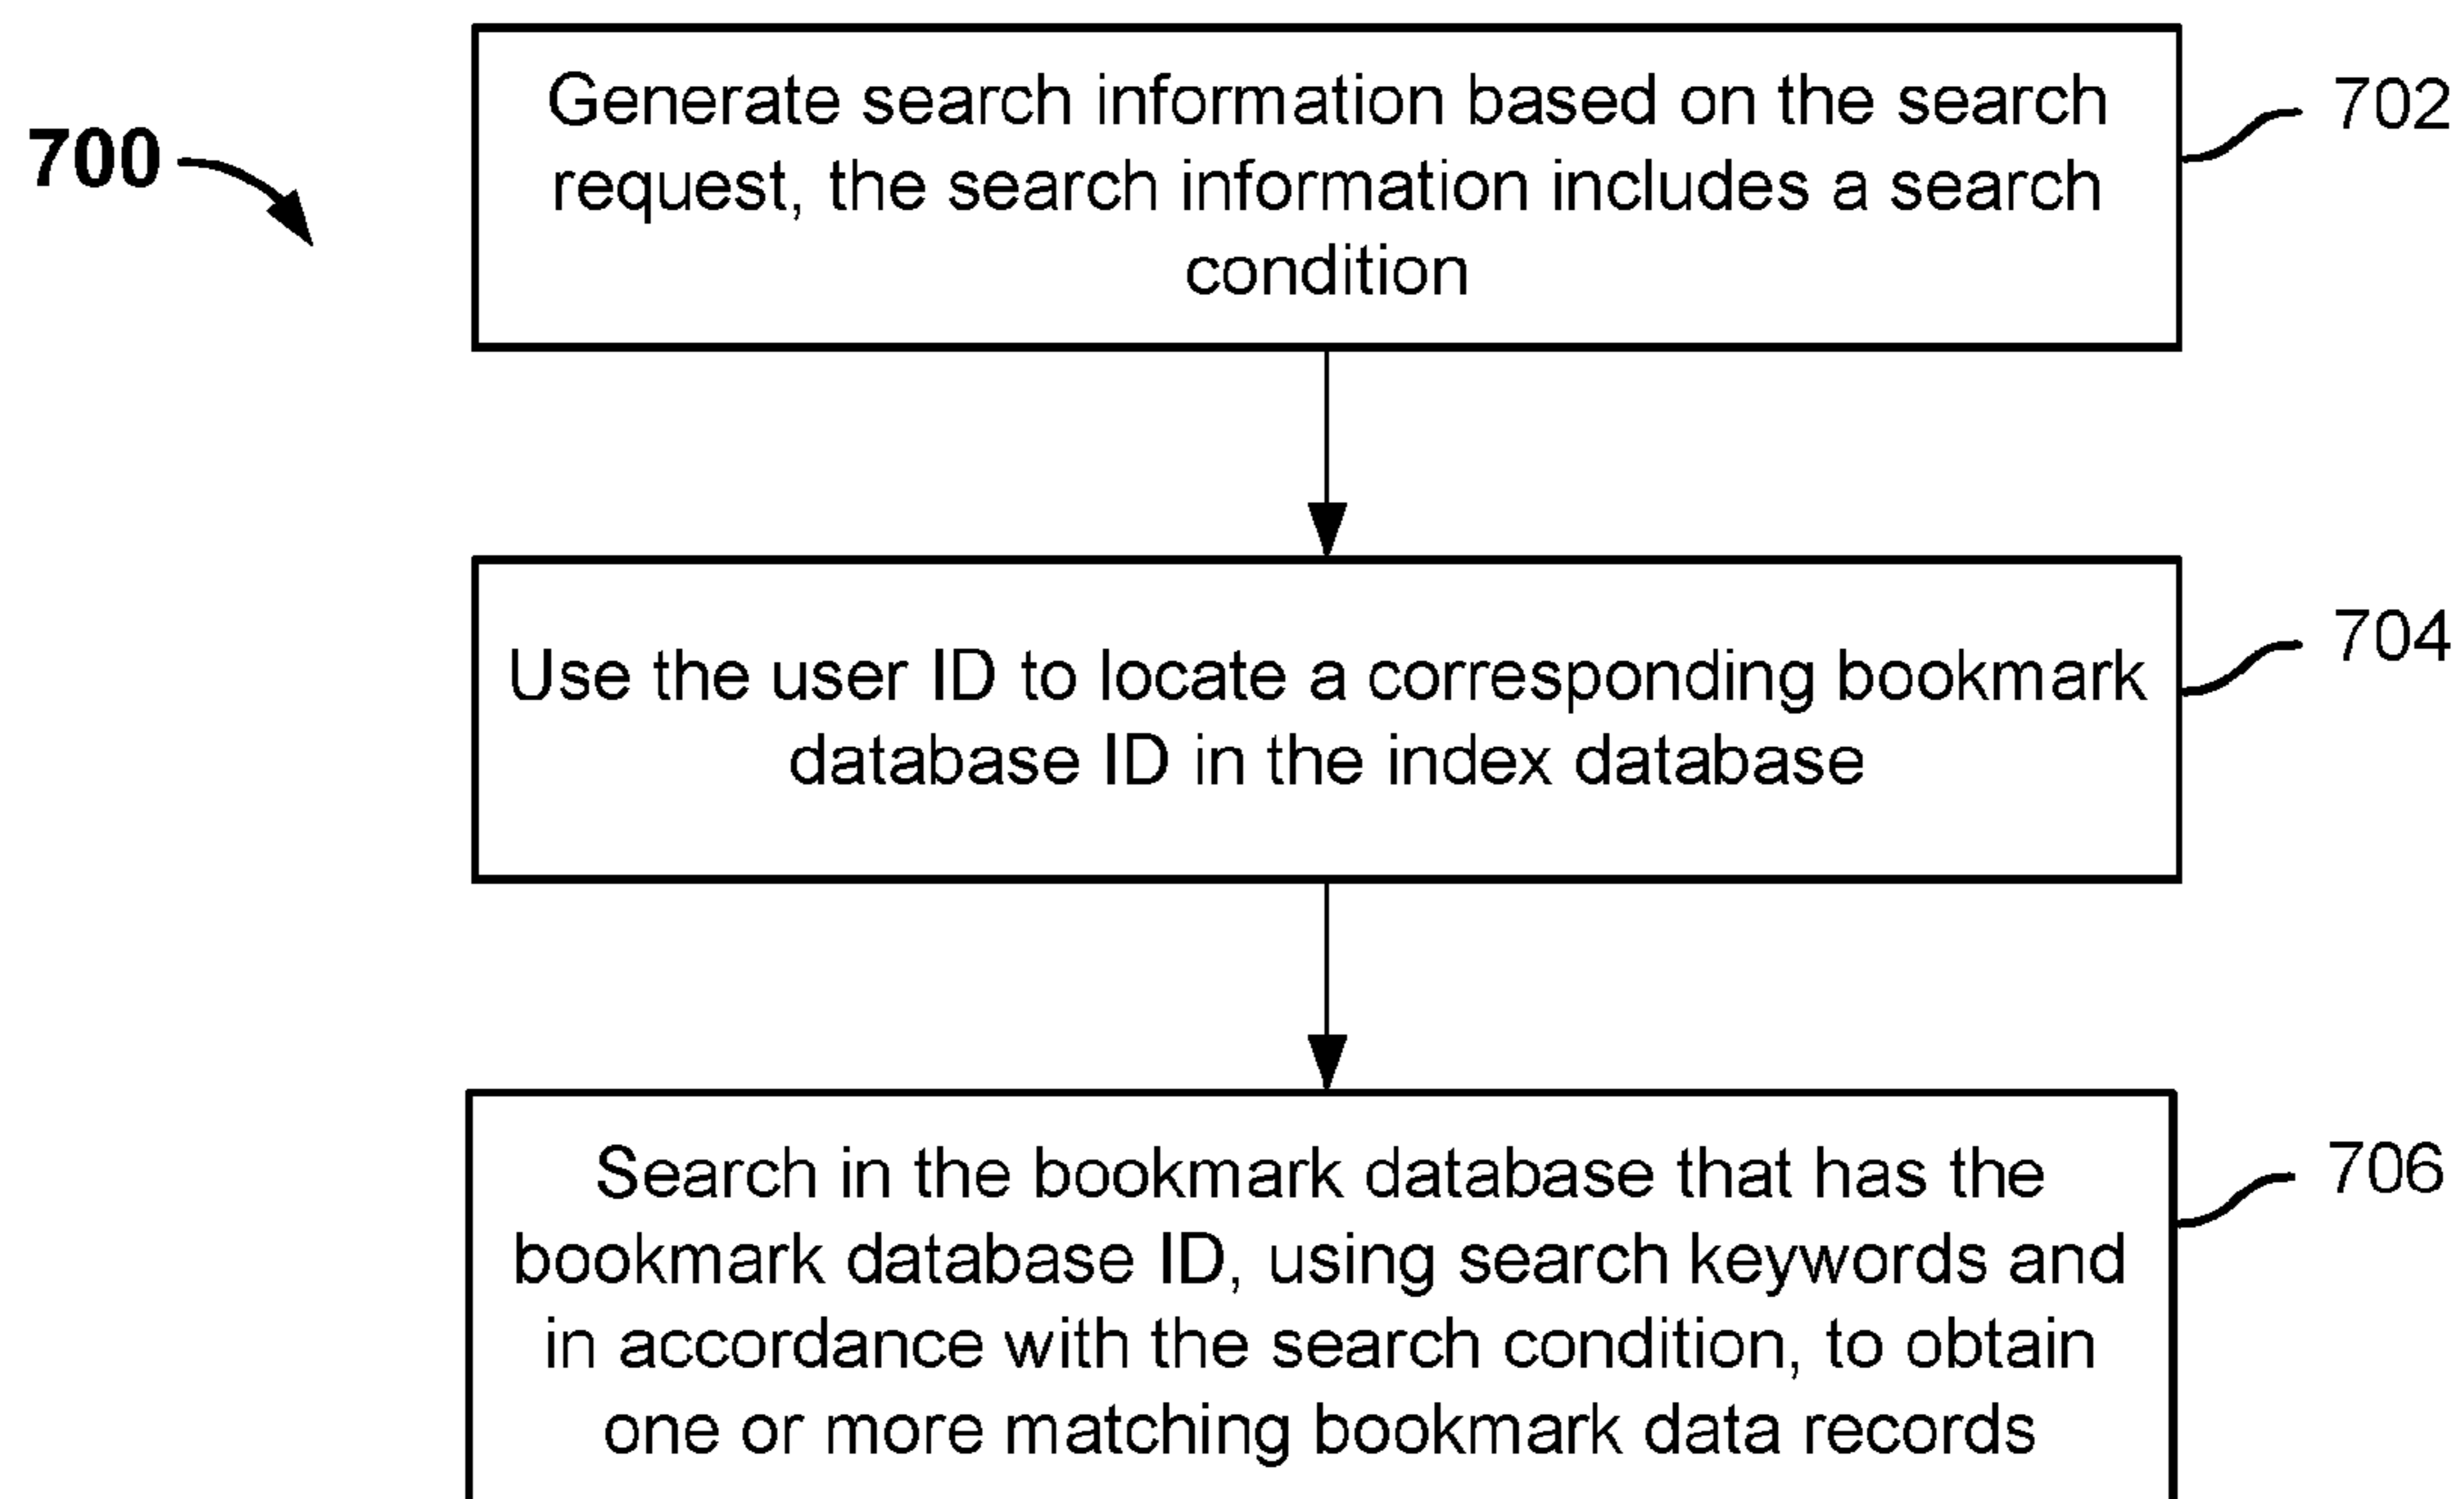 700
Generate search information based on the search
request, the search information includes a search
condition
702
Use the user ID to locate a corresponding bookmark
database ID in the index database
704
Search in the bookmark database that has the
bookmark database ID, using search keywords and
in accordance with the search condition, to obtain
one or more matching bookmark data records
706